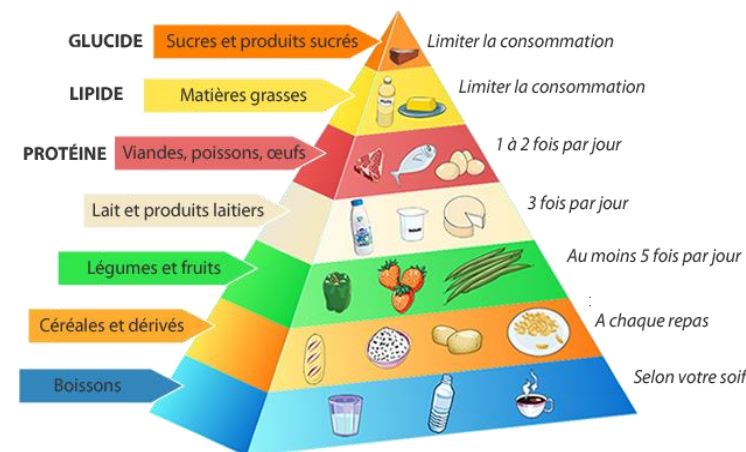 GLUCIDE Sucres et produits sucrés Limiter la consommation
LIPIDE Matières grasses Limiter la consommation
PROTÉINE Viandes, poissons, œufs 1 à 2 fois par jour
Lait et produits laitiers 3 fois par jour
Légumes et fruits Au moins 5 fois par jour
:
Céréales et dérivés A chaque repas
Boissons Selon votre soif